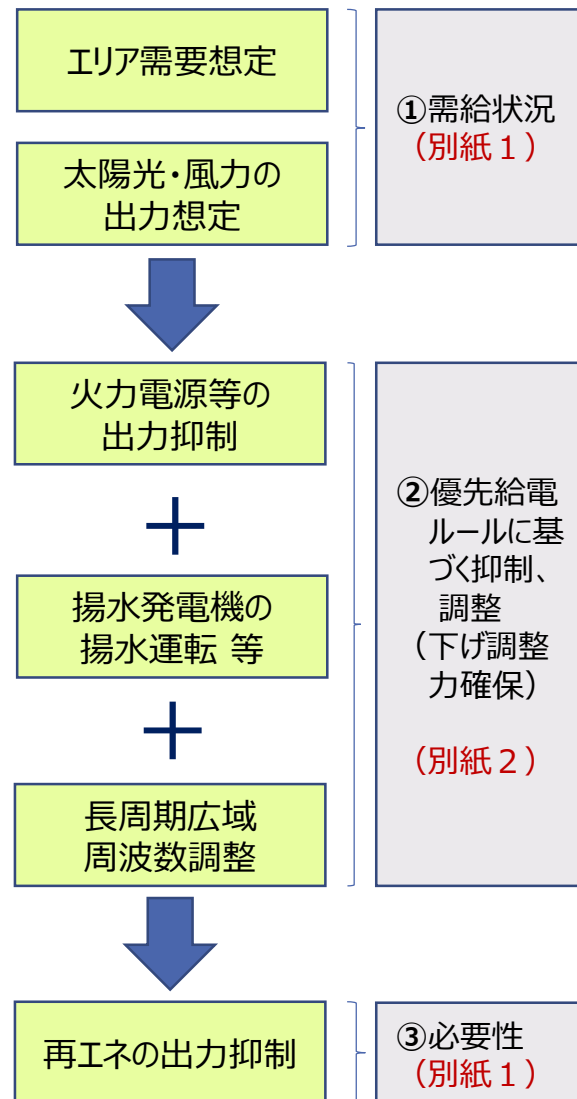 エリア需要想定
太陽光・風力の
出力想定
①需給状況
（別紙１）
火力電源等の
出力抑制
＋
揚水発電機の
揚水運転 等
＋
長周期広域
周波数調整
②優先給電
ルールに基
づく抑制、
調整
（下げ調整
力確保）
（別紙２）
再エネの出力抑制
③必要性
（別紙１）